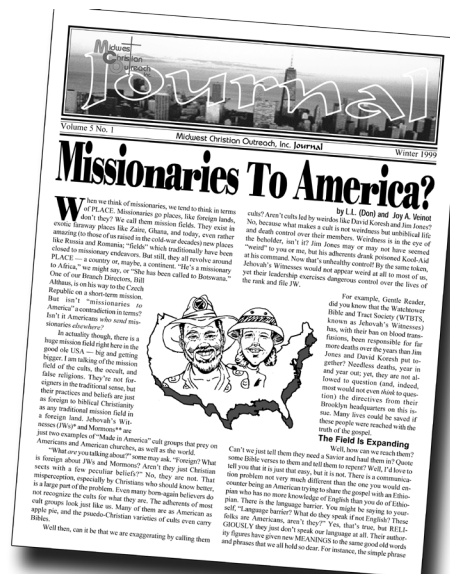 Midwest
Christian
Outreach
Journal
Volume 5 No. 1
Midwest Christian Outreach, Inc. Journal
Winter 1999
Missionaries To America?
by L.L. (Don) and Joy A. Veinot
When we think of missionaries, we tend to think in terms
of PLACE. Missionaries go places, like foreign lands,
don't they? We call them mission fields. They exist in
exotic faraway places like Zaire, Ghana, and today, even rather
amazing (to those of us raised in the cold-war decades) new places
like Russia and Romania; "fields" which traditionally have been
closed to missionary endeavors. But still, they all revolve around
PLACE — a country or, maybe, a continent. "He's a missionary
to Africa," we might say, or "She has been called to Botswana."
One of our Branch Directors, Bill
Althaus, is on his way to the Czech
Republic on a short-term mission.
But isn't "missionaries to
America" a contradiction in terms?
Isn't it Americans who send mis-
sionaries elsewhere?
In actuality though, there is a
huge mission field right here in the
good ole USA — big and getting
bigger. I am talking of the mission
field of the cults, the occult, and
false religions. They're not for-
eigners in the traditional sense, but
their practices and beliefs are just
as foreign to biblical Christianity
as any traditional mission field in
a foreign land. Jehovah's Wit-
nesses (JWs)* and Mormons** are
just two examples of "Made in America" cult groups that prey on
Americans and American churches, as well as the world.
"What are you talking about?" some may ask. "Foreign? What
is foreign about JWs and Mormons? Aren't they just Christian
sects with a few peculiar beliefs?" No, they are not. That
misperception, especially by Christians who should know better,
is a large part of the problem. Even many born-again believers do
not recognize the cults for what they are. The adherents of most
cult groups look just like us. Many of them are as American as
apple pie, and the pseudo-Christian varieties of cults even carry
Bibles.
Well then, can it be that we are exaggerating by calling them
cults? Aren't cults led by weirdos like David Koresh and Jim Jones?
No, because what makes a cult is not weirdness but unbiblical life
and death control over their members. Weirdness is in the eye of
the beholder, isn't it? Jim Jones may or may not have seemed
"weird" to you or me, but his adherents drank poisoned Kool-Aid
at his command. Now that's unhealthy control! By the same token,
Jehovah's Witnesses would not appear weird at all to most of us,
yet their leadership exercises dangerous control over the lives of
the rank and file JW.
For example, Gentle Reader,
did you know that the Watchtower
Bible and Tract Society (WTBTS,
known as Jehovah's Witnesses)
has, with their ban on blood trans-
fusions, been responsible for far
more deaths over the years than Jim
Jones and David Koresh put to-
gether? Needless deaths, year in
and year out; yet, they are not al-
lowed to question (and, indeed,
most would not even think to ques-
tion) the directives from their
Brooklyn headquarters on this is-
sue. Many lives could be saved if
these people were reached with the
truth of the gospel.
The Field Is Expanding
Well, how can we reach them?
Can't we just tell them they need a Savior and haul them in? Quote
some Bible verses to them and tell them to repent? Well, I'd love to
tell you that it is just that easy, but it is not. There is a communica-
tion problem not very much different than the one you would en-
counter being an American trying to share the gospel with an Ethio-
pian who has no more knowledge of English than you do of Ethio-
pian. There is the language barrier. You might be saying to your-
self, "Language barrier? What do they speak if not English? These
folks are Americans, aren't they?" Yes, that's true, but RELI-
GIOUSLY they just don't speak our language at all. Their author-
ity figures have given new MEANINGS to the same good old words
and phrases that we all hold so dear. For instance, the simple phrase